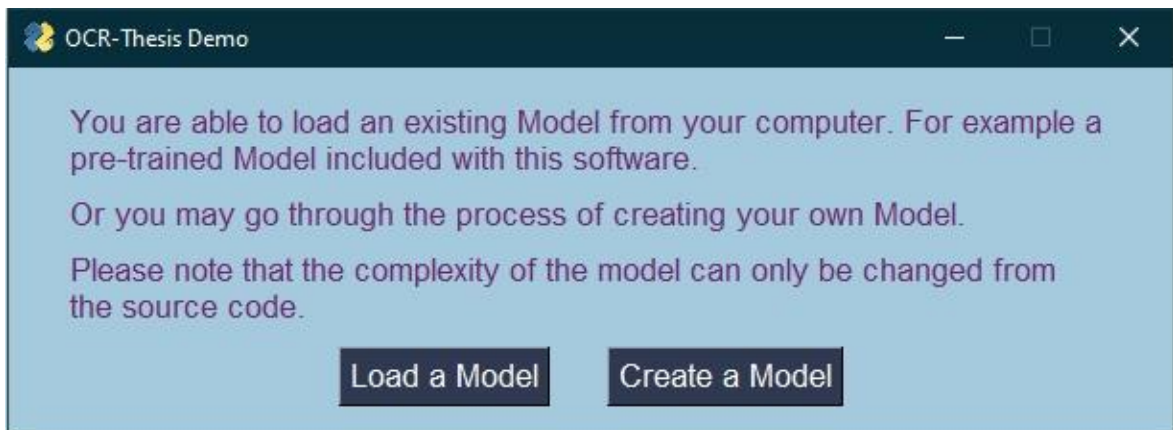 OCR-Thesis Demo
You are able to load an existing Model from your computer. For example a
pre-trained Model included with this software.
Or you may go through the process of creating your own Model.
Please note that the complexity of the model can only be changed from
the source code.
Load a Model Create a Model